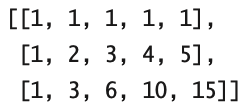 [[1, 1, 1, 1, 1],
[1, 2, 3, 4, 5],
[1, 3, 6, 10, 15]]